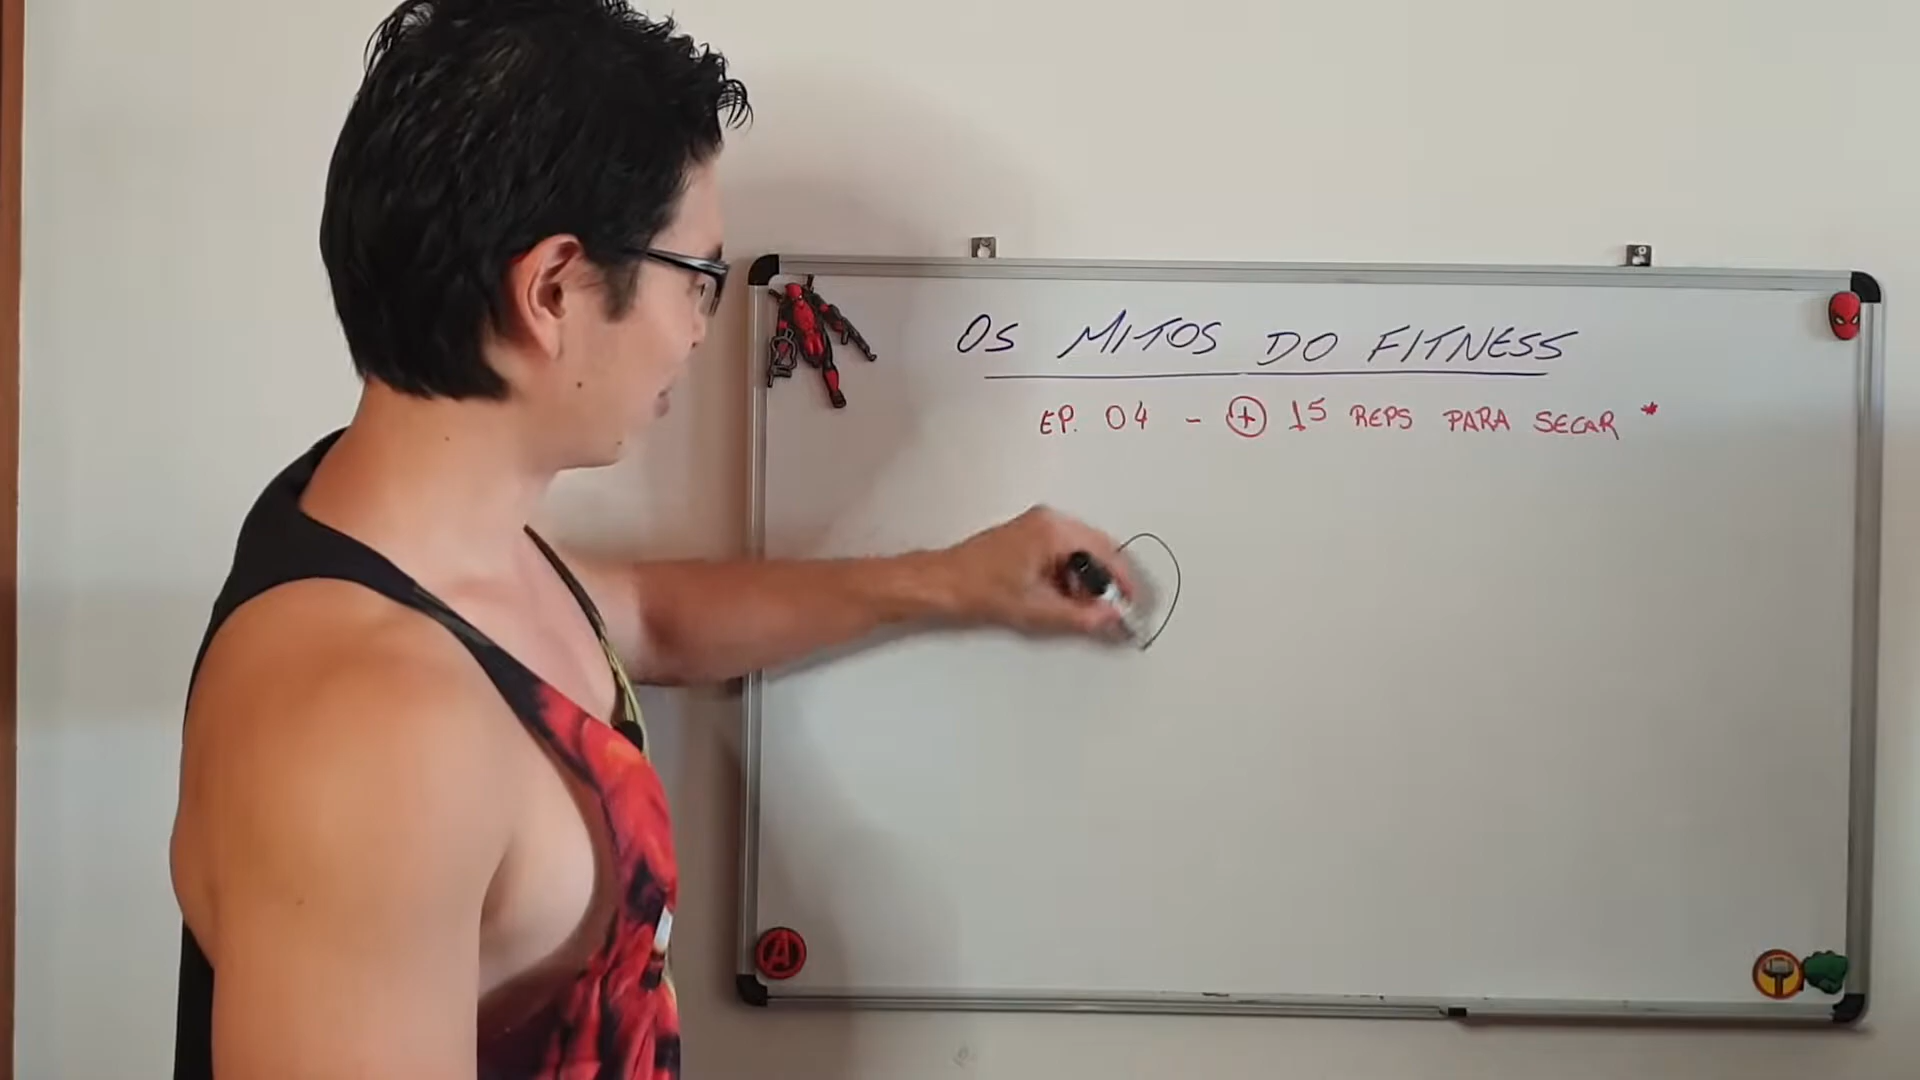 OS MITOS DO FITNESS
EP. 04 - + 15 REPS PARA SECAR *